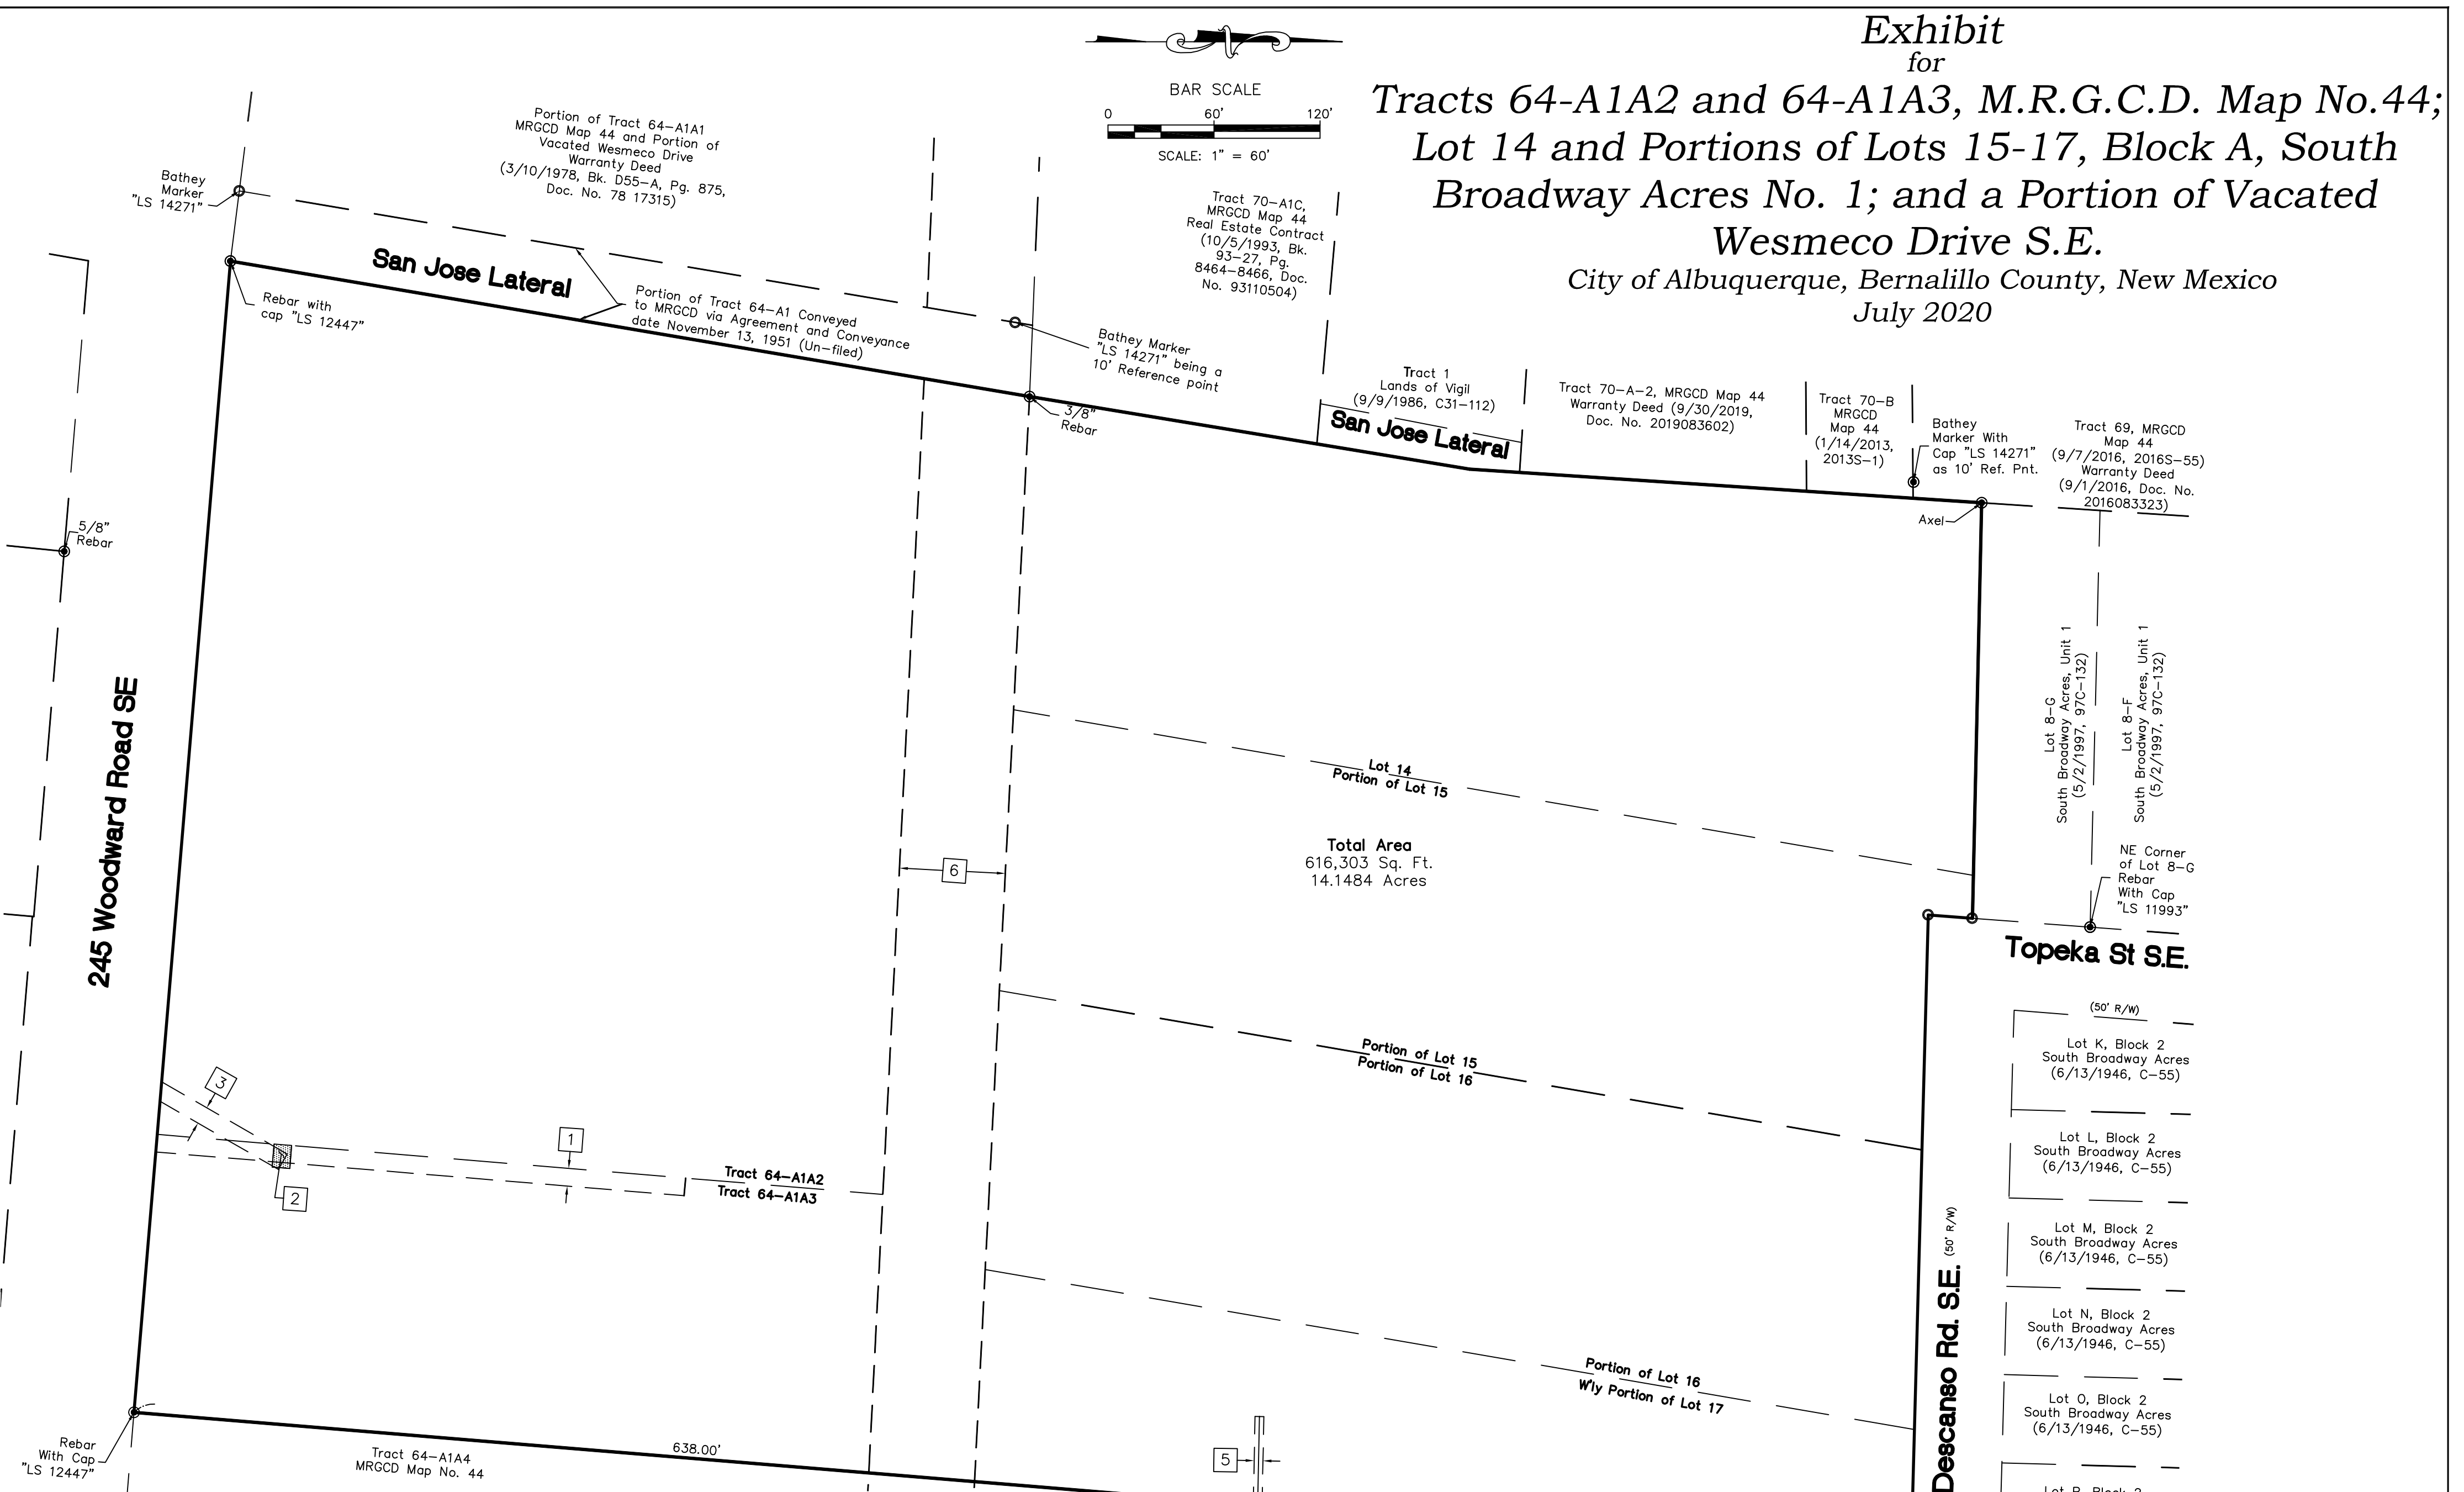 Exhibit
for
Tracts 64-A1A2 and 64-A1A3, M.R.G.C.D. Map No.44;
Lot 14 and Portions of Lots 15-17, Block A, South
Broadway Acres No. 1; and a Portion of Vacated
Wesmeco Drive S.E.
City of Albuquerque, Bernalillo County, New Mexico
July 2020
BAR SCALE
0 60' 120'
SCALE: 1" = 60'
Portion of Tract 64-A1A1
MRGCD Map 44 and Portion of
Vacated Wesmeco Drive
Warranty Deed
(3/10/1978, Bk. D55-A, Pg. 875,
Doc. No. 78 17315)
Bathey
Marker
"LS 14271"
San Jose Lateral
Rebar with
cap "LS 12447"
Portion of Tract 64-A1 Conveyed
to MRGCD via Agreement and Conveyance
date November 13, 1951 (Un-filed)
Tract 70-A1C,
MRGCD Map 44
Real Estate Contract
(10/5/1993, Bk.
93-27, Pg.
8464-8466, Doc.
No. 93110504)
Bathey Marker
"LS 14271" being a
10' Reference point
3/8"
Rebar
Tract 1
Lands of Vigil
(9/9/1986, C31-112)
San Jose Lateral
Tract 70-A-2, MRGCD Map 44
Warranty Deed (9/30/2019,
Doc. No. 2019083602)
Tract 70-B
MRGCD
Map 44
(1/14/2013,
2013S-1)
Bathey
Marker With
Cap "LS 14271"
as 10' Ref. Pnt.
Tract 69, MRGCD
Map 44
(9/7/2016, 2016S-55)
Warranty Deed
(9/1/2016, Doc. No.
2016083323)
Axel
5/8"
Rebar
245 Woodward Road SE
Lot 8-G
South Broadway Acres, Unit 1
(5/2/1997, 97C-132)
Lot 8-F
South Broadway Acres, Unit 1
(5/2/1997, 97C-132)
Lot 14
Portion of Lot 15
Total Area
616,303 Sq. Ft.
14.1484 Acres
6
NE Corner
of Lot 8-G
Rebar
With Cap
"LS 11993"
Topeka St S.E.
(50' R/W)
Lot K, Block 2
South Broadway Acres
(6/13/1946, C-55)
Portion of Lot 15
Portion of Lot 16
3
1
2
Tract 64-A1A2
Tract 64-A1A3
Lot L, Block 2
South Broadway Acres
(6/13/1946, C-55)
Lot M, Block 2
South Broadway Acres
(6/13/1946, C-55)
Descanso Rd. S.E. (50' R/W)
Lot N, Block 2
South Broadway Acres
(6/13/1946, C-55)
Portion of Lot 16
W'ly Portion of Lot 17
Lot O, Block 2
South Broadway Acres
(6/13/1946, C-55)
Rebar
With Cap
"LS 12447"
Tract 64-A1A4
MRGCD Map No. 44
638.00'
5